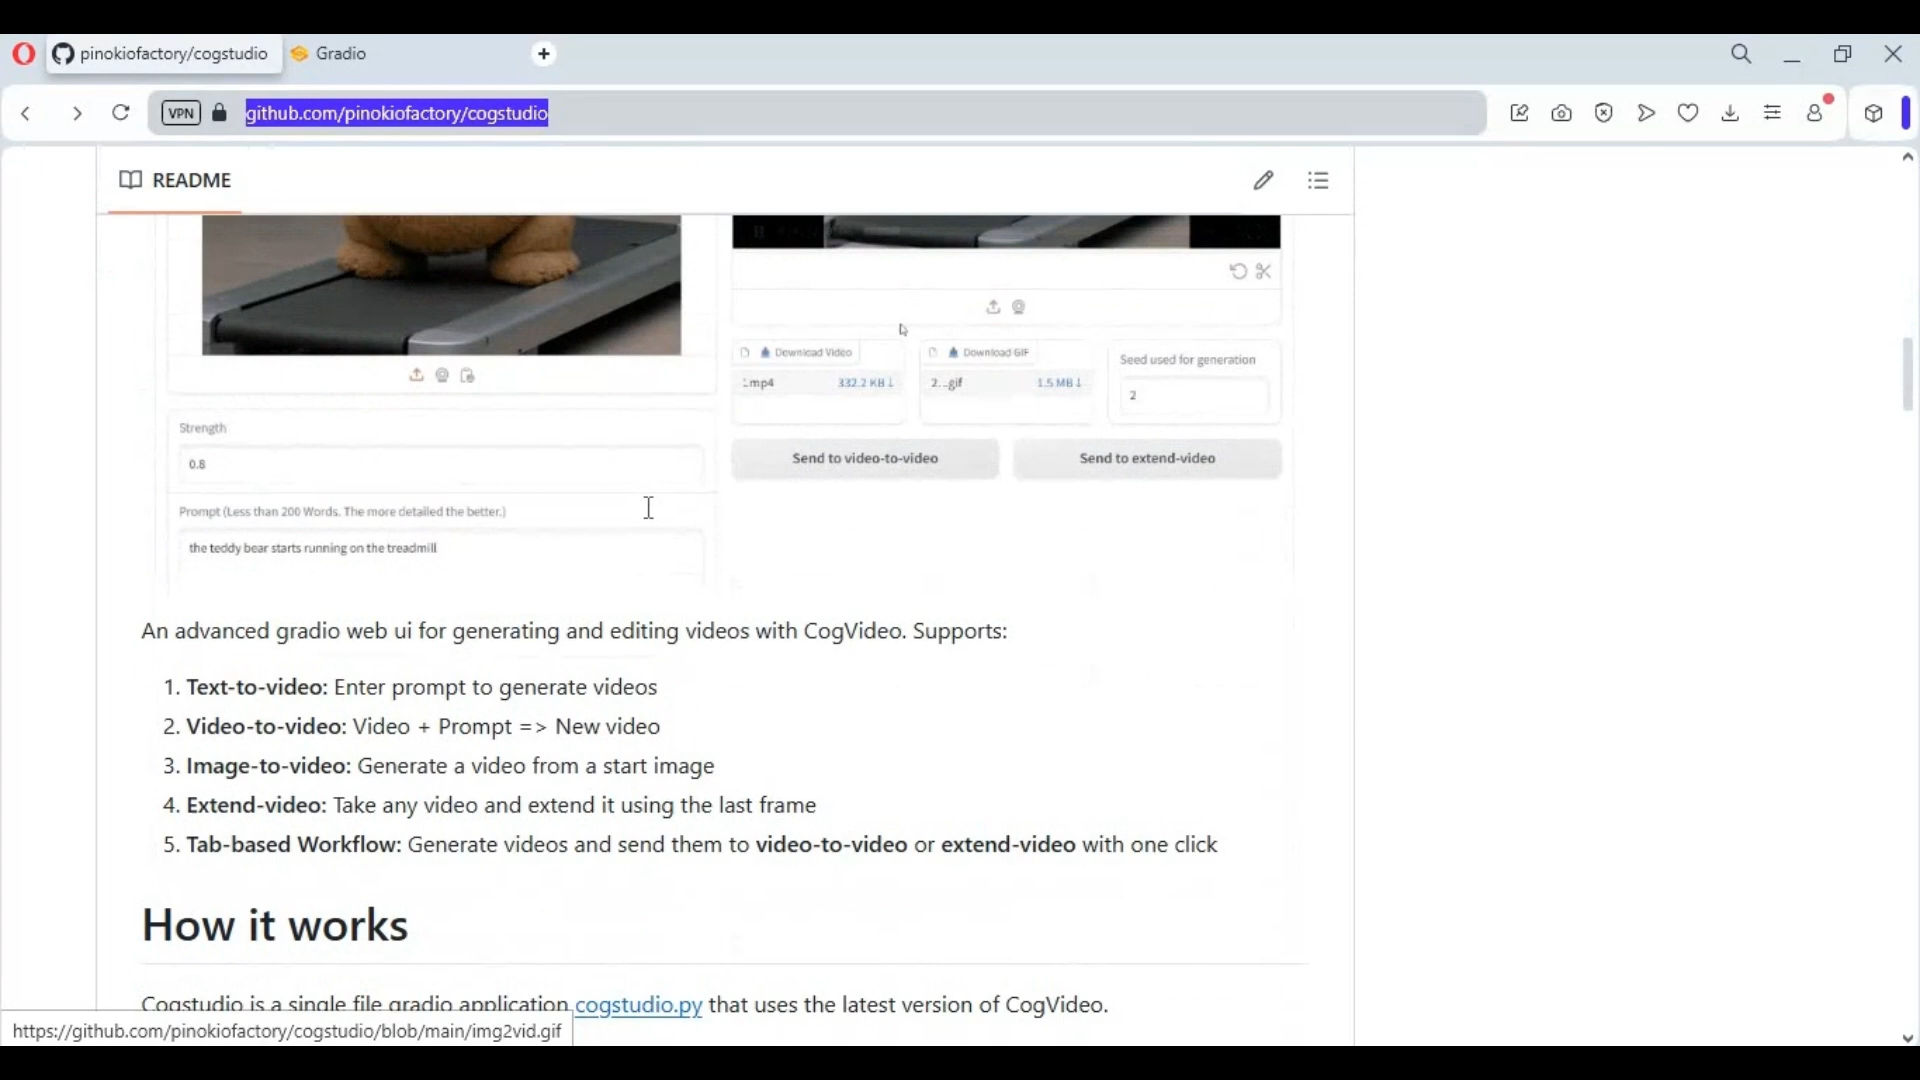 pinokiofactory/cogstudio
Gradio
VPN
github.com/pinokiofactory/cogstudio
README
Download Video
Download GIF
Seed used for generation
.mp4 332.2 KB ↓
2...gif 1.5 MB ↓
2
Strength
0.8
Send to video-to-video
Send to extend-video
Prompt (Less than 200 Words. The more detailed the better.)
the teddy bear starts running on the treadmill
An advanced gradio web ui for generating and editing videos with CogVideo. Supports:
1. Text-to-video: Enter prompt to generate videos
2. Video-to-video: Video + Prompt => New video
3. Image-to-video: Generate a video from a start image
4. Extend-video: Take any video and extend it using the last frame
5. Tab-based Workflow: Generate videos and send them to video-to-video or extend-video with one click
How it works
Cogstudio is a single file gradio application cogstudio.py that uses the latest version of CogVideo.
https://github.com/pinokiofactory/cogstudio/blob/main/img2vid.gif